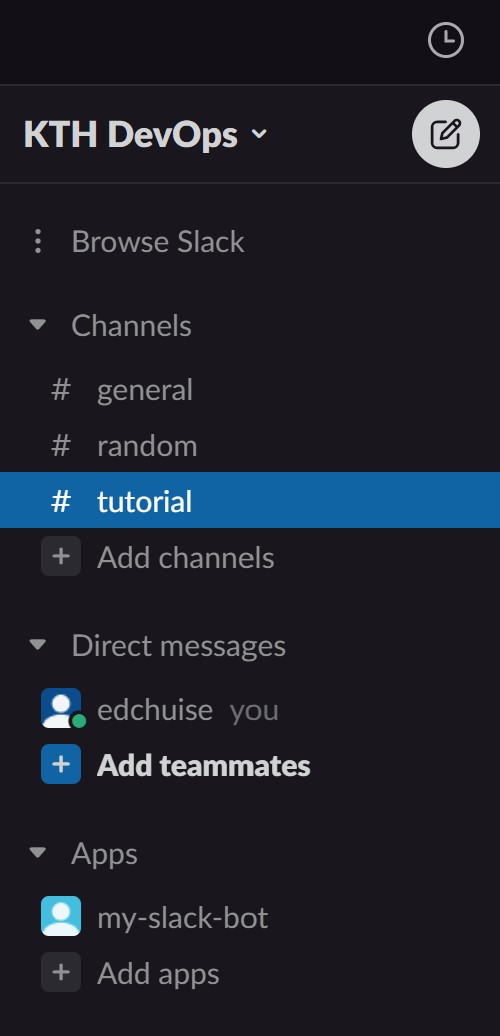 KTH DevOps
Browse Slack
Channels
# general
# random
# tutorial
+ Add channels
Direct messages
edchuise you
+ Add teammates
Apps
my-slack-bot
+ Add apps